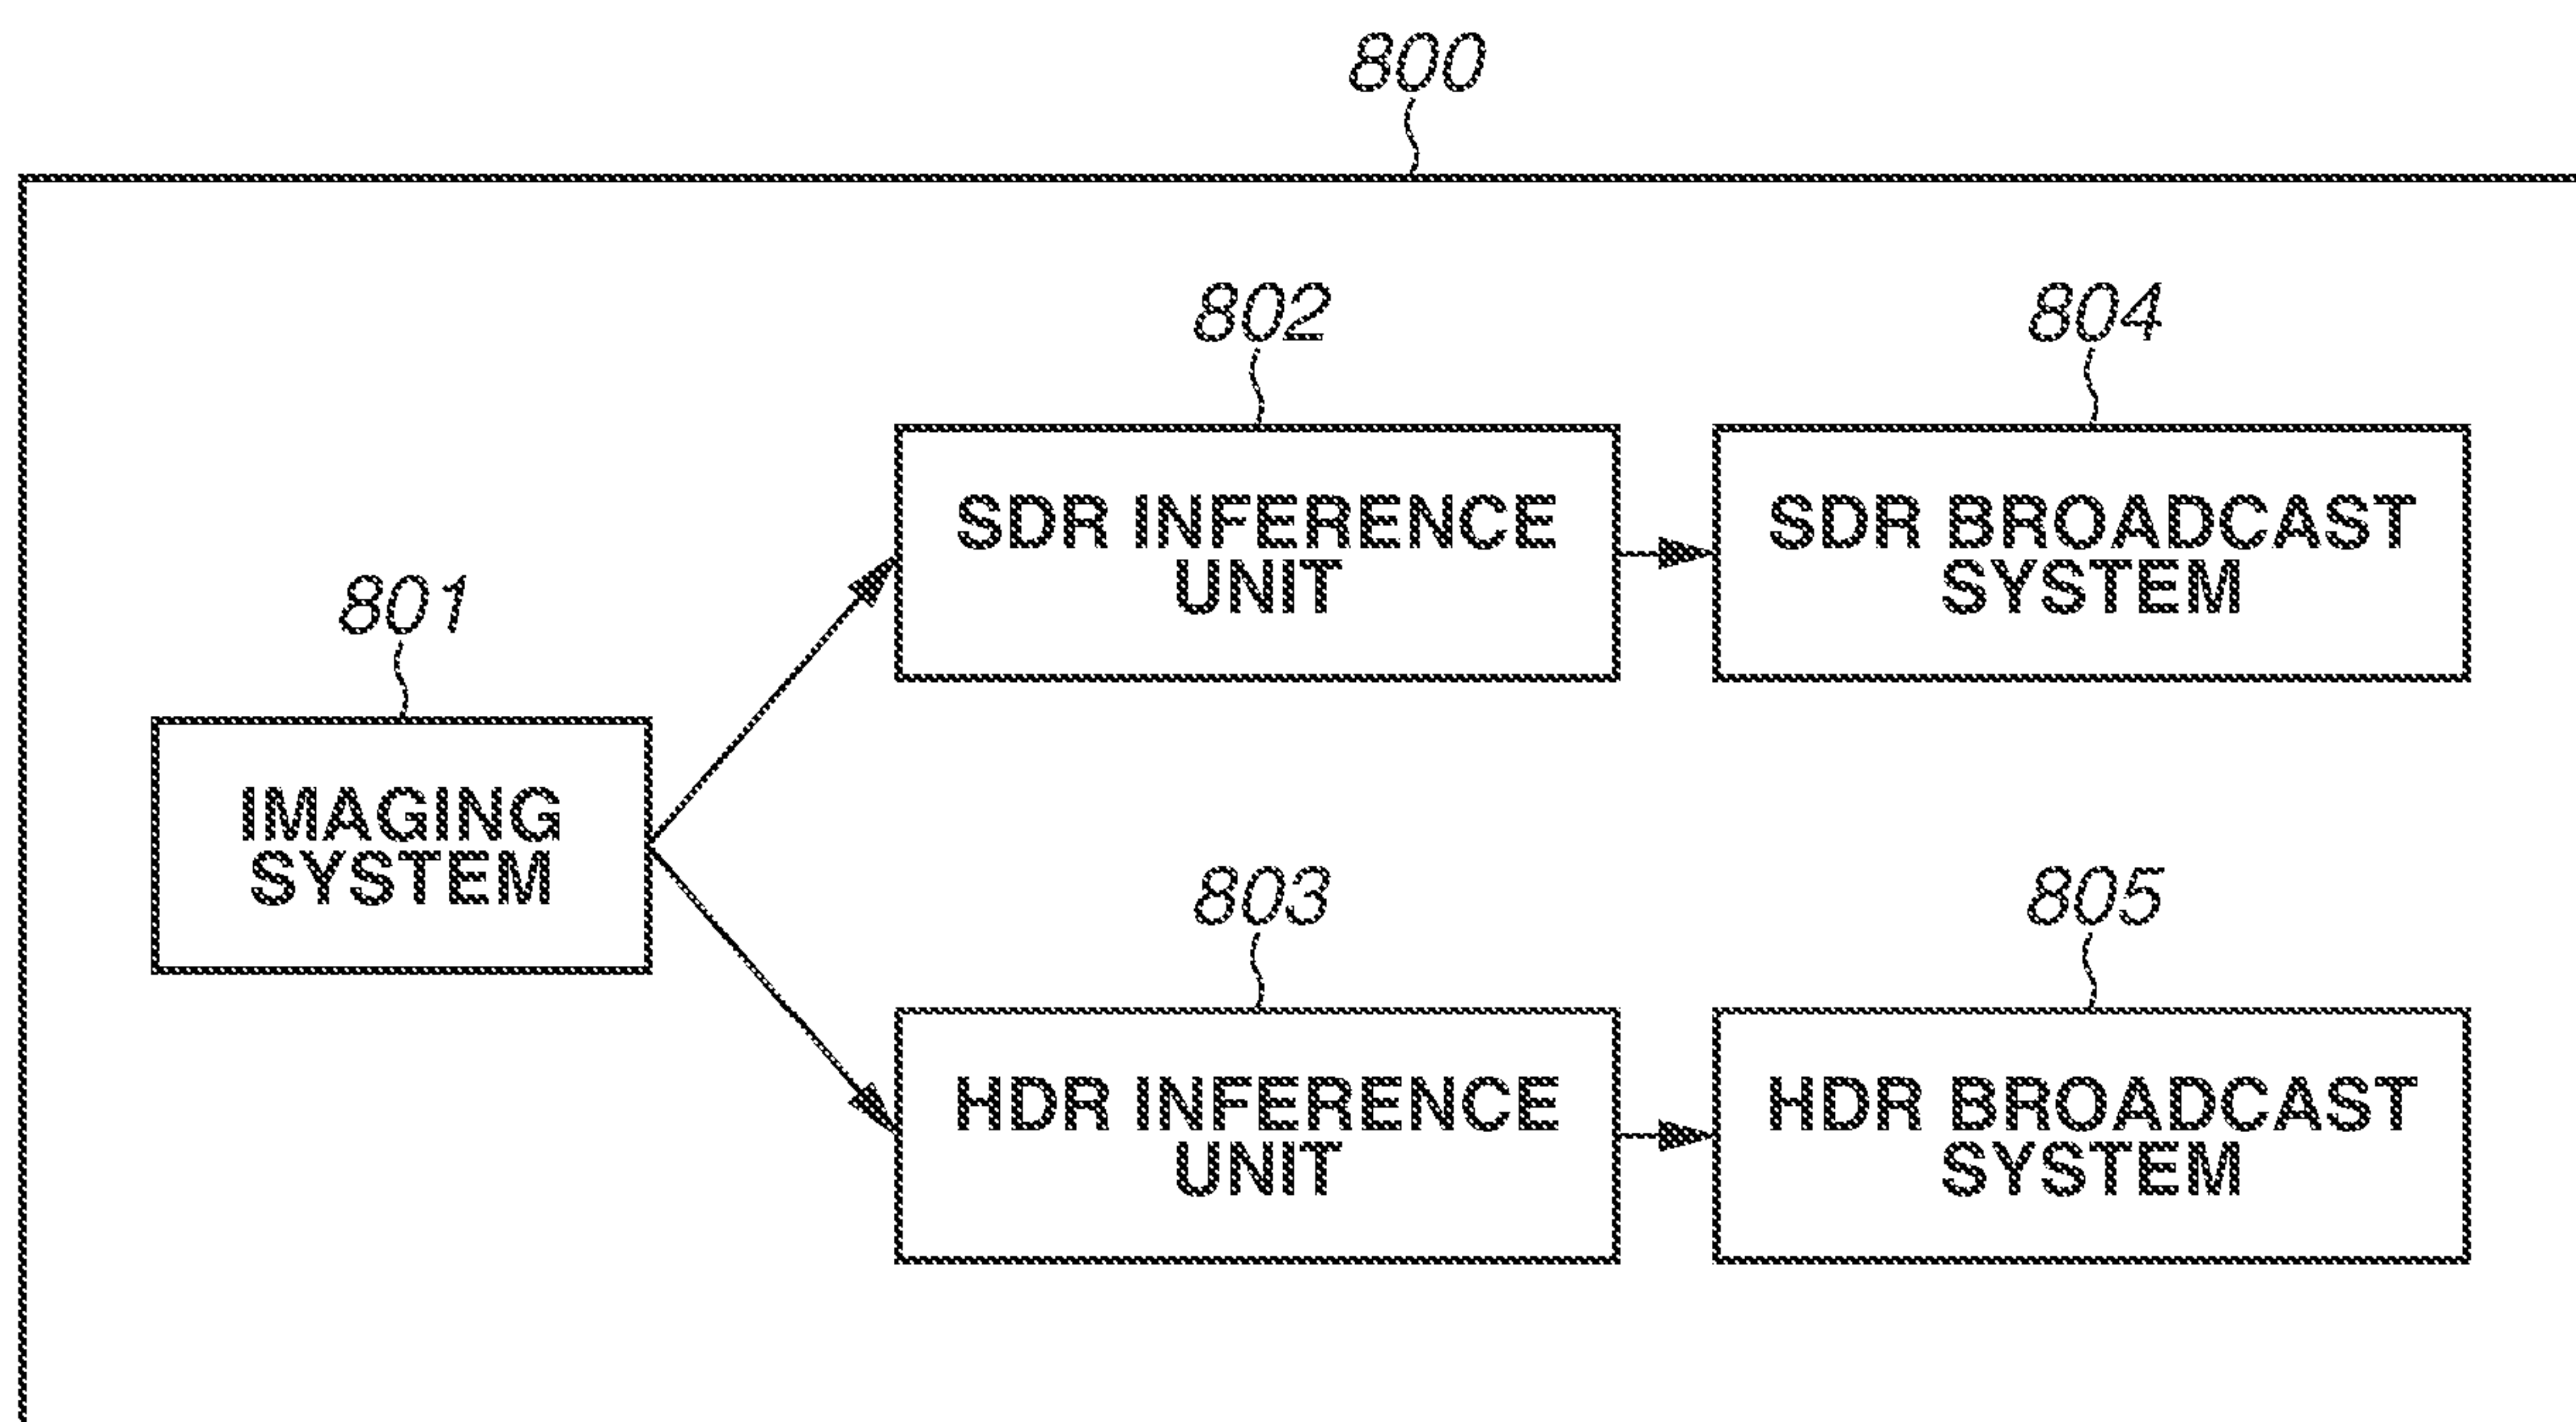 800
802
804
SDR INFERENCE
UNIT
SDR BROADCAST
SYSTEM
801
IMAGING
SYSTEM
803
805
HDR INFERENCE
UNIT
HDR BROADCAST
SYSTEM